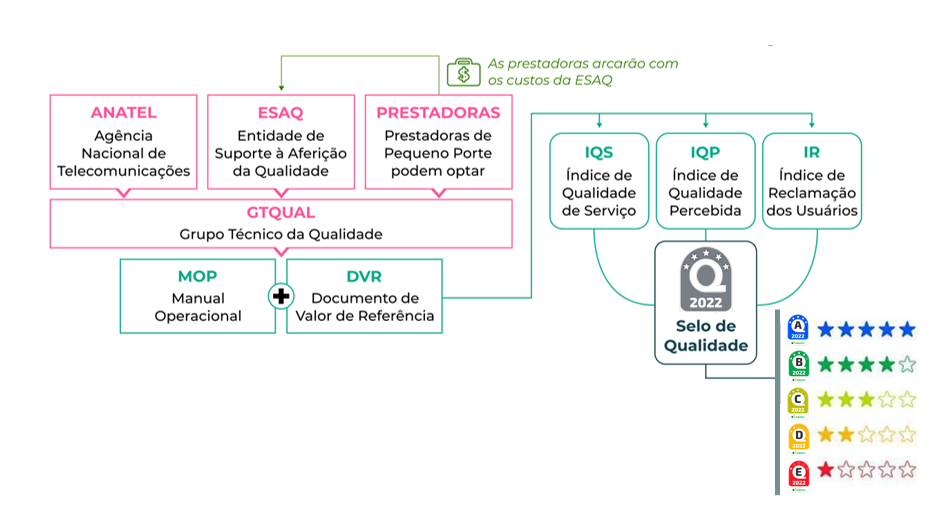 As prestadoras arcarão com
os custos da ESAQ
ANATEL
Agência
Nacional de
Telecomunicações
ESAQ
Entidade de
Suporte à Aferição
da Qualidade
PRESTADORAS
Prestadoras de
Pequeno Porte
podem optar
GTQUAL
Grupo Técnico da Qualidade
MOP
Manual
Operacional
DVR
Documento de
Valor de Referência
IQS
Índice de
Qualidade
de Serviço
IQP
Índice de
Qualidade
Percebida
IR
Índice de
Reclamação
dos Usuários
Q
2022
Selo de
Qualidade
A
2022
B
2022
C
2022
D
2022
E
2022